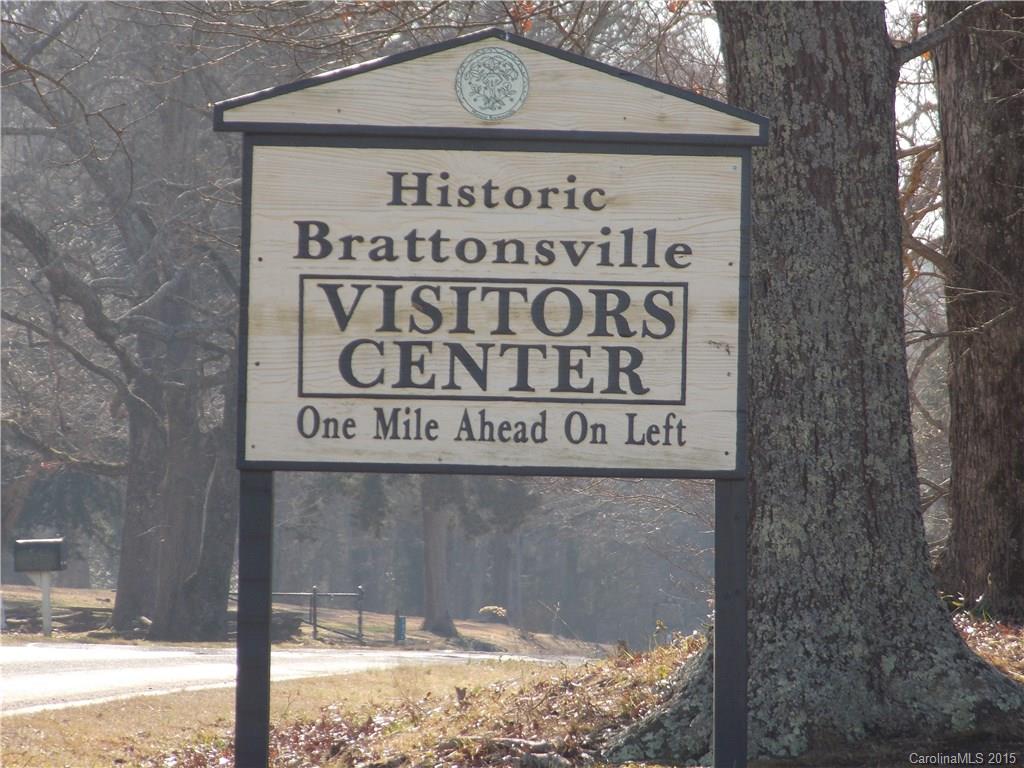 Historic
Brattonsville
VISITORS
CENTER
One Mile Ahead On Left
CarolinaMLS 2015